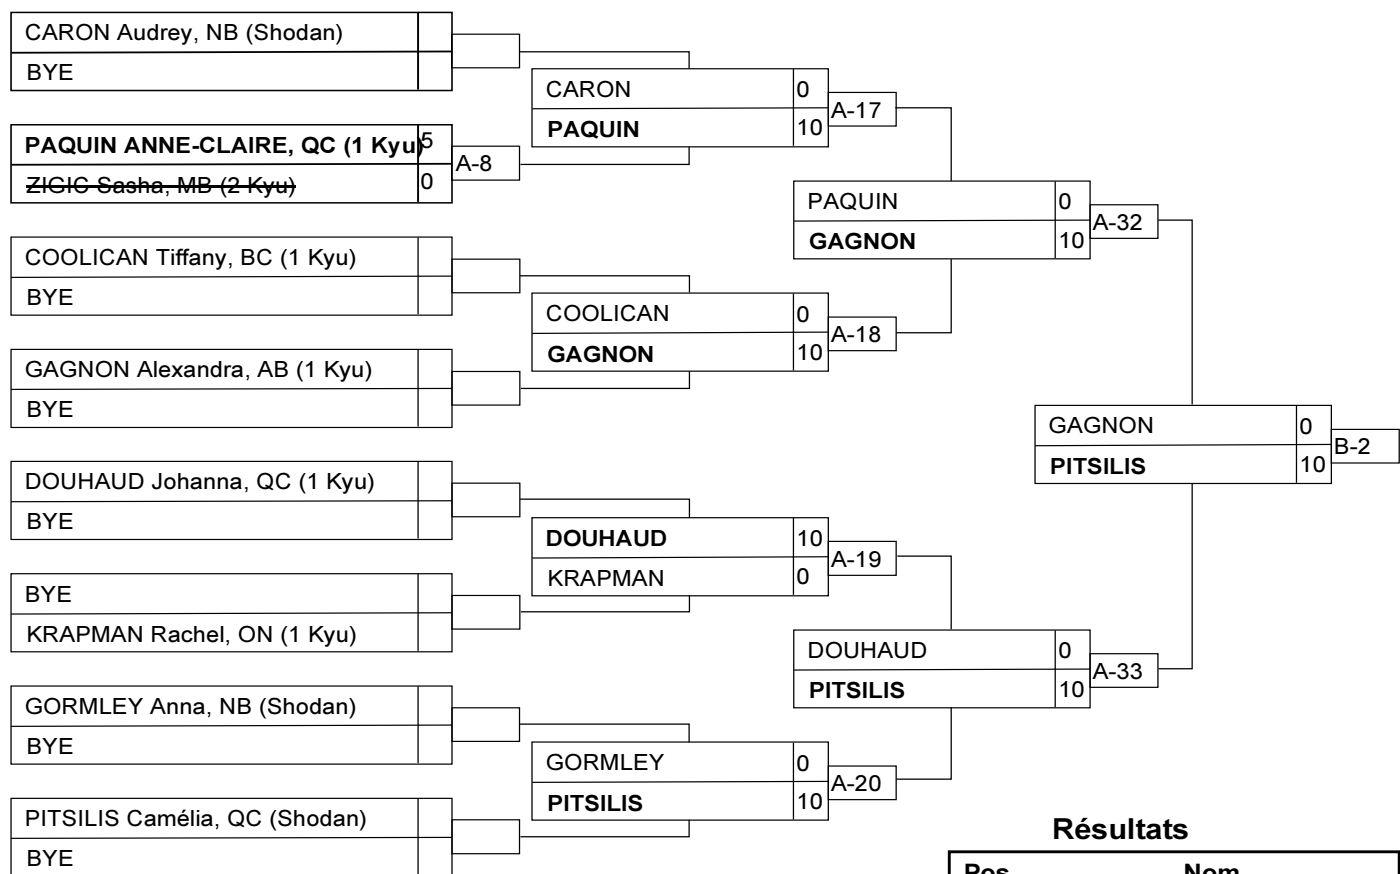 CARON Audrey, NB (Shodan)
BYE
PAQUIN ANNE-CLAIRE, QC (1 Kyu) 5
ZIGIC Sasha, MB (2 Kyu) 0
A-8
COOLICAN Tiffany, BC (1 Kyu)
BYE
GAGNON Alexandra, AB (1 Kyu)
BYE
DOUHAUD Johanna, QC (1 Kyu)
BYE
BYE
KRAPMAN Rachel, ON (1 Kyu)
GORMLEY Anna, NB (Shodan)
BYE
PITSILIS Camélia, QC (Shodan)
BYE
CARON 0
PAQUIN 10
A-17
COOLICAN 0
GAGNON 10
A-18
DOUHAUD 10
KRAPMAN 0
A-19
GORMLEY 0
PITSILIS 10
A-20
PAQUIN 0
GAGNON 10
A-32
DOUHAUD 0
PITSILIS 10
A-33
GAGNON 0
PITSILIS 10
B-2
Résultats
Pos Nom